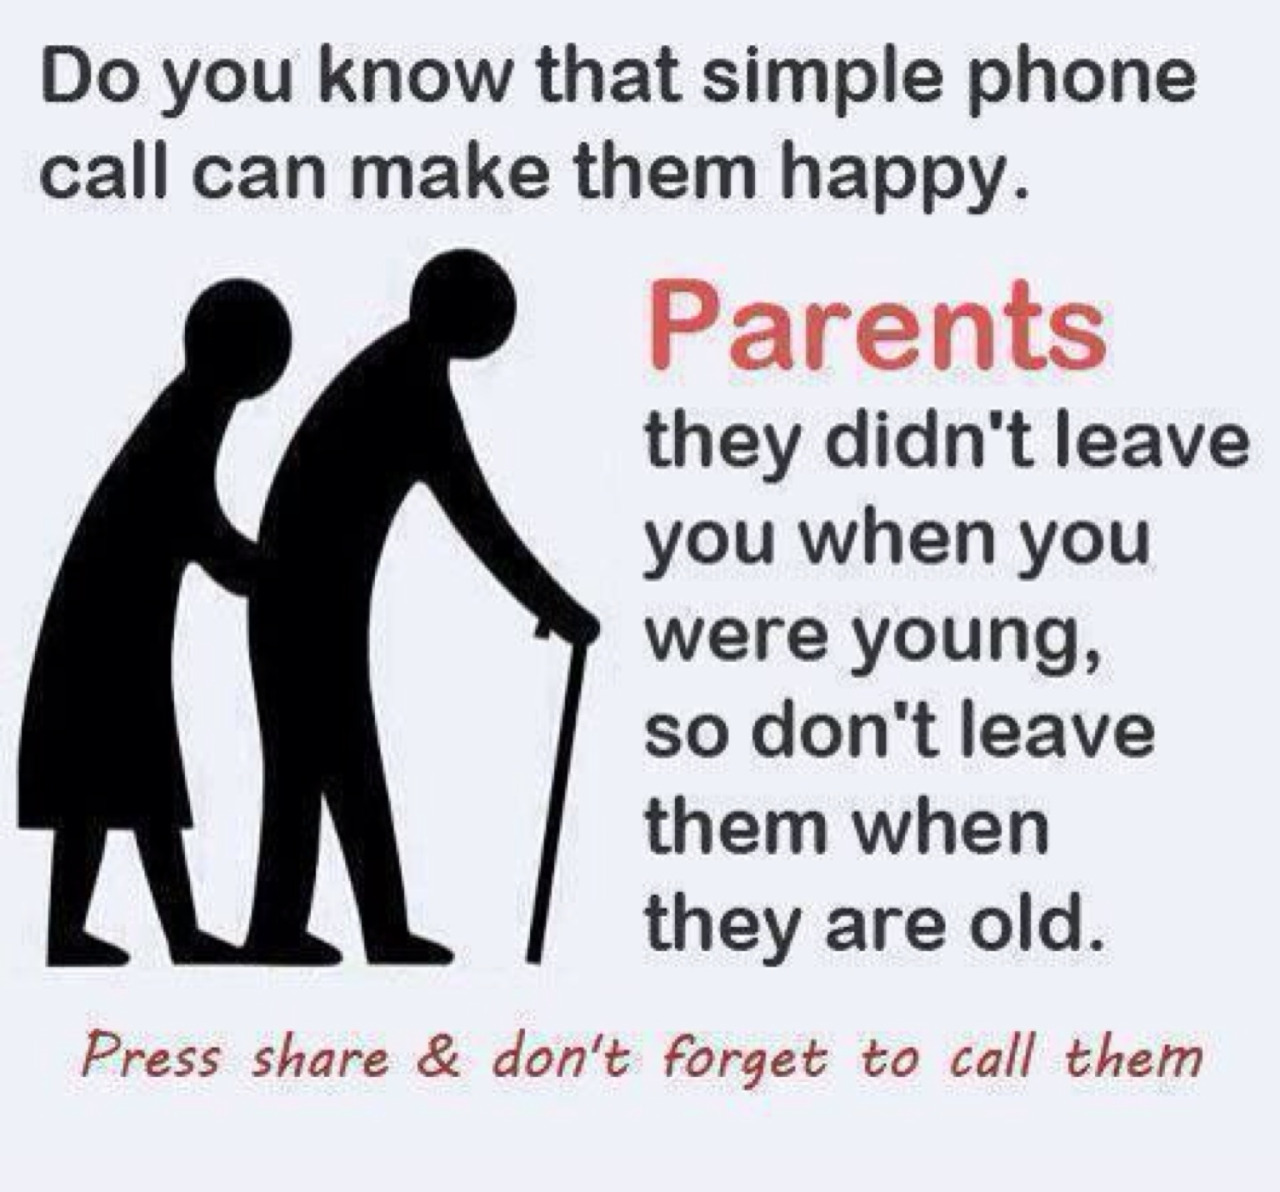 Do you know that simple phone
call can make them happy.
Parents
they didn't leave
you when you
were young,
so don't leave
them when
they are old.
Press share & don't forget to call them